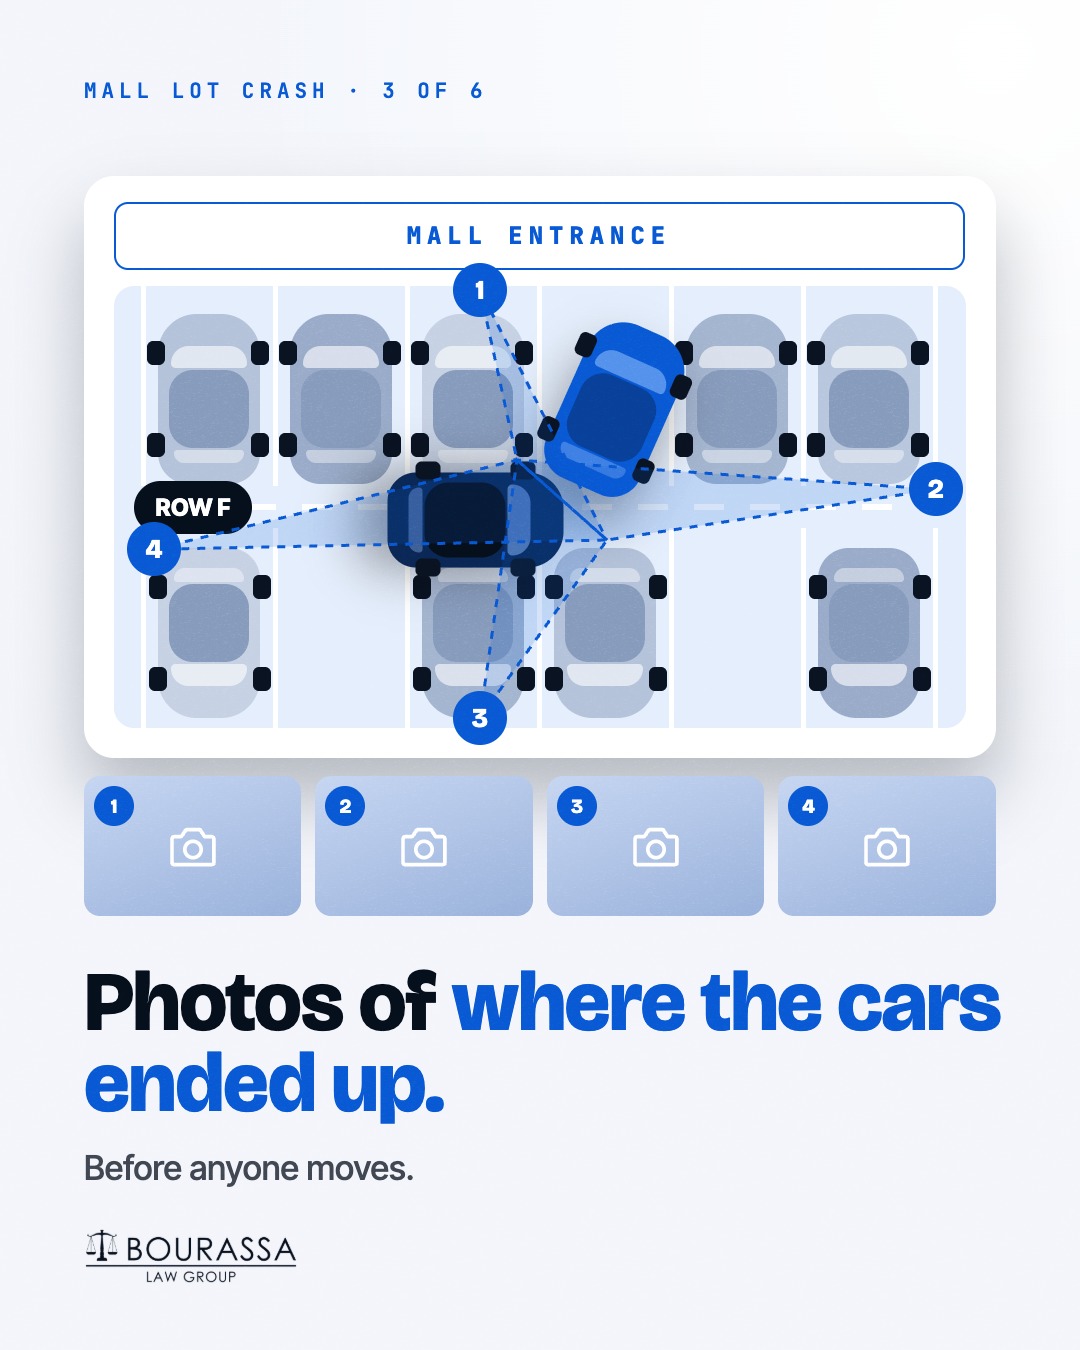 MALL LOT CRASH · 3 OF 6
MALL ENTRANCE
1
2
ROW F
4
3
1
2
3
4
Photos of where the cars
ended up.
Before anyone moves.
BOURASSA
LAW GROUP